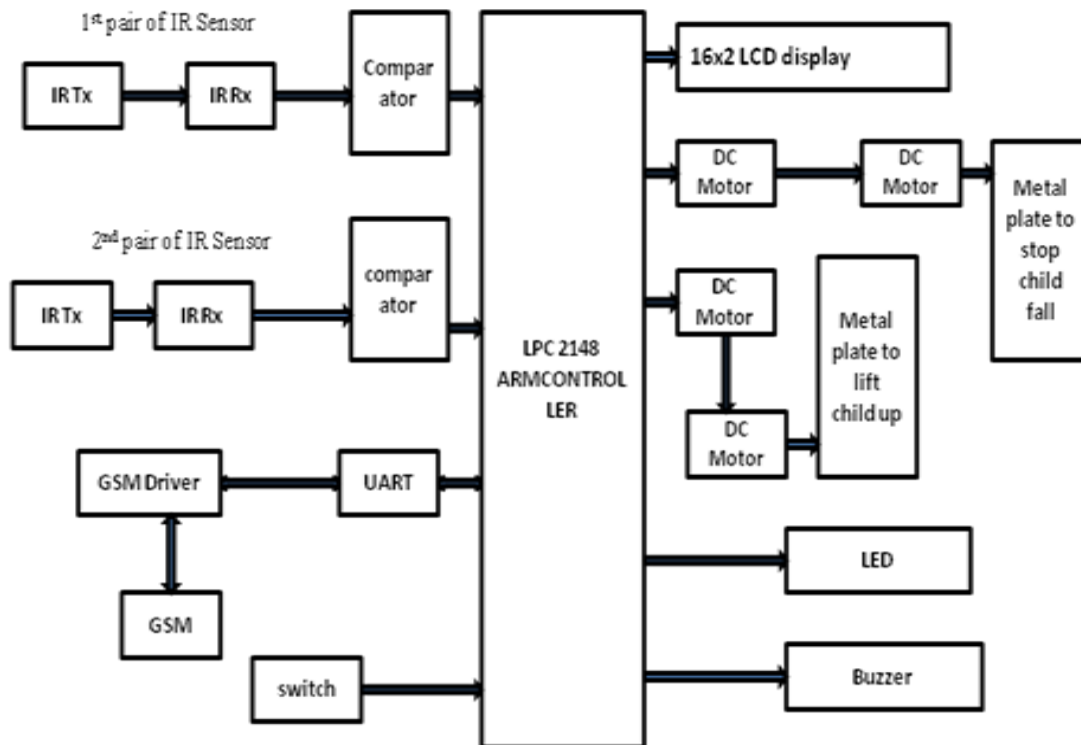 1st pair of IR Sensor
IR Tx
IR Rx
Compar
ator
2nd pair of IR Sensor
IR Tx
IR Rx
compar
ator
GSM Driver
UART
GSM
switch
LPC 2148
ARMCONTROL
LER
16x2 LCD display
DC
Motor
DC
Motor
Metal
plate to
stop
child
fall
DC
Motor
DC
Motor
Metal
plate to
lift
child up
LED
Buzzer